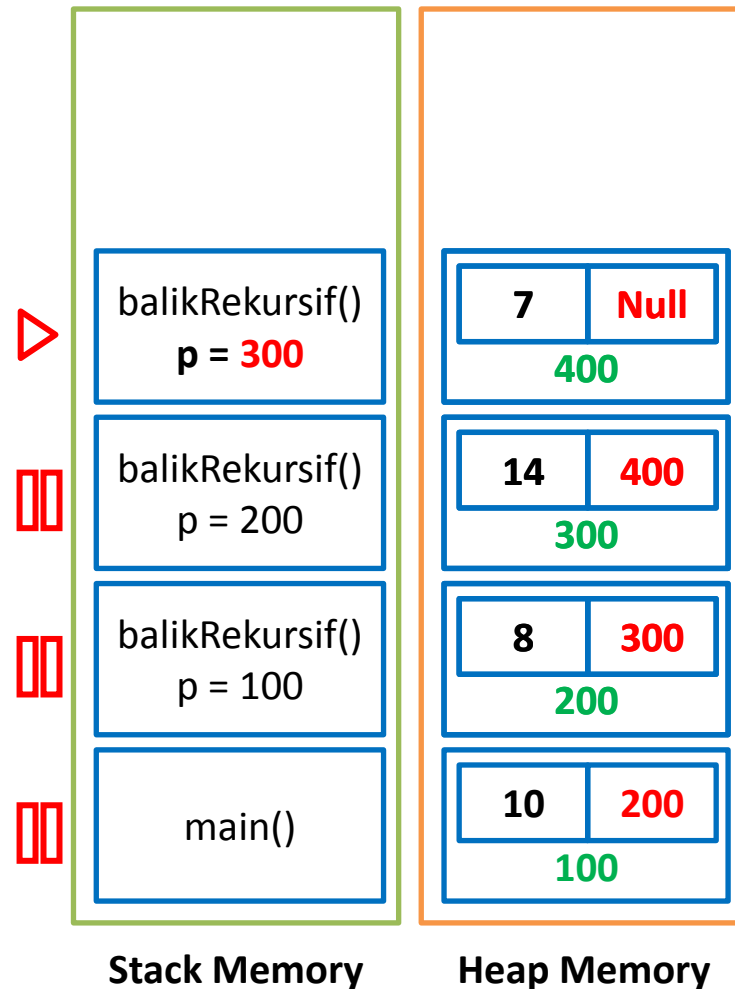 balikRekursif()
p = 300
balikRekursif()
p = 200
balikRekursif()
p = 100
main()
Stack Memory
7 Null
400
14 400
300
8 300
200
10 200
100
Heap Memory